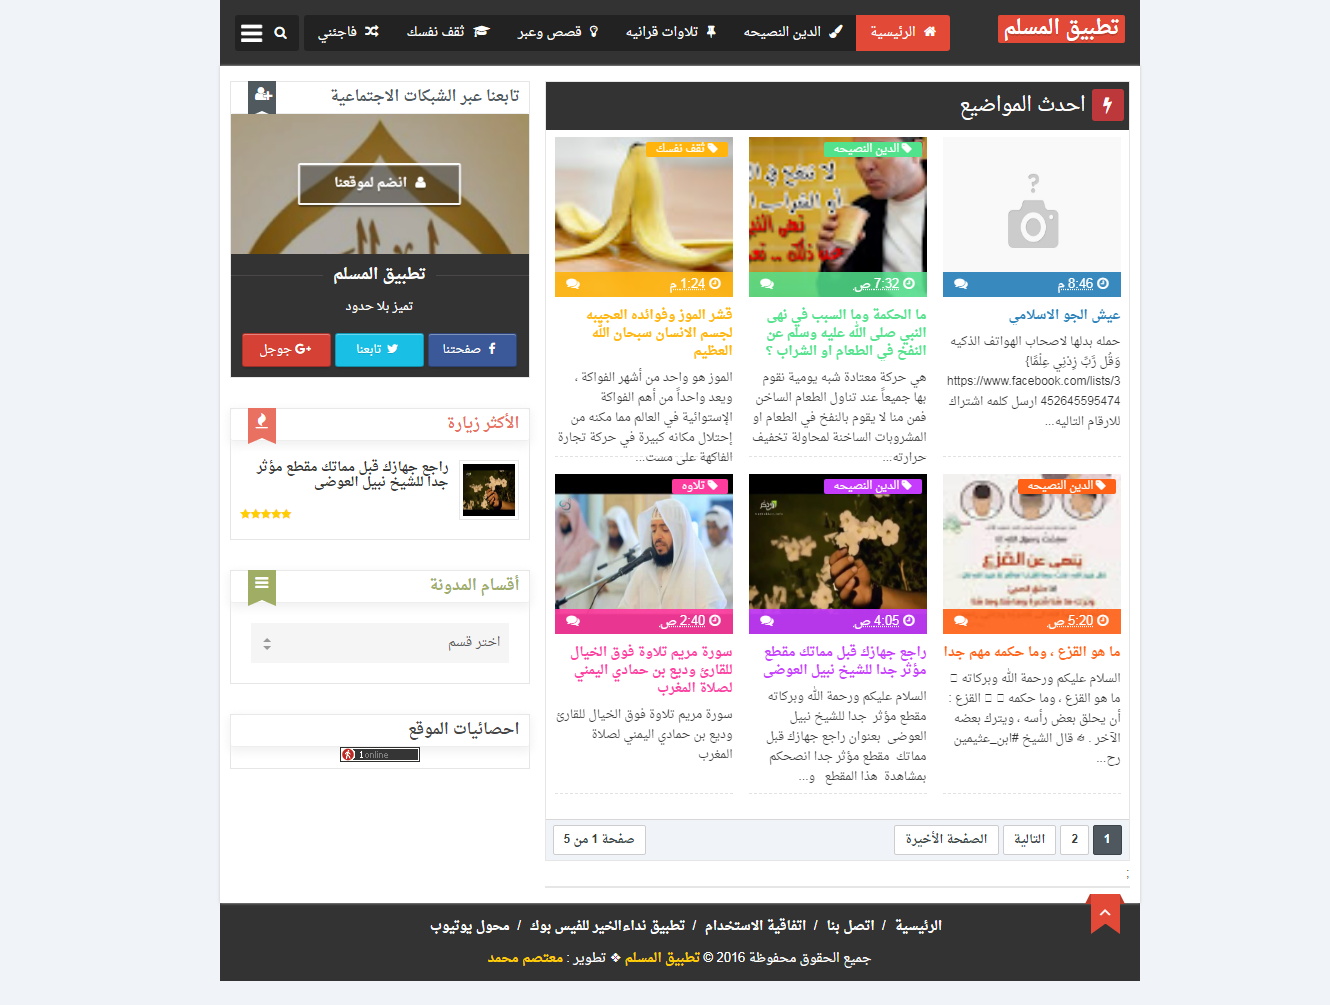 تطبيق المسلم
الرئيسية
الدين النصيحه
تلاوات قرانيه
قصص وعبر
ثقف نفسك
فاجئني
احدث المواضيع
8:46 م
عيش الجو الاسلامي
حمله بدلها لاصحاب الهواتف الذكيه
وَقُل رَّبِّ زِدْنِي عِلْمًا}
https://www.facebook.com/lists/3
452645595474 ارسل كلمه اشتراك
للارقام التاليه...
الدين النصيحه
7:32 ص
ما الحكمة وما السبب في نهى
النبي صلى الله عليه وسلم عن
النفخ في الطعام او الشراب ؟
هي حركة معتادة شبه يومية نقوم
بها جميعاً عند تناول الطعام الساخن
فمن منا لا يقوم بالنفخ في الطعام او
المشروبات الساخنة لمحاولة تخفيف
حرارته...
ثقف نفسك
1:24 م
قشر الموز وفوائده العجيبه
لجسم الانسان سبحان الله
العظيم
الموز هو واحد من أشهر الفواكة ،
ويعد واحداً من أهم الفواكة
الإستوائية في العالم مما مكنه من
إحتلال مكانه كبيرة في حركة تجارة
الفاكهة على مست...
الدين النصيحه
ينهى عن القزع
5:20 ص
ما هو القزع ، وما حكمه مهم جدا
السلام عليكم ورحمة الله وبركاته
ما هو القزع ، وما حكمه القزع :
أن يحلق بعض رأسه ، ويترك بعضه
الآخر . قال الشيخ #ابن_عثيمين
رح...
الدين النصيحه
4:05 ص
راجع جهازك قبل مماتك مقطع
مؤثر جدا للشيخ نبيل العوضى
السلام عليكم ورحمة الله وبركاته
مقطع مؤثر جدا للشيخ نبيل
العوضى بعنوان راجع جهازك قبل
مماتك مقطع مؤثر جدا انصحكم
بمشاهدة هذا المقطع و...
تلاوه
2:40 ص
سورة مريم تلاوة فوق الخيال
للقارئ وديع بن حمادي اليمني
لصلاة المغرب
سورة مريم تلاوة فوق الخيال للقارئ
وديع بن حمادي اليمني لصلاة
المغرب
1
2
التالية
الصفحة الأخيرة
صفحة 1 من 5
;
تابعنا عبر الشبكات الاجتماعية
انضم لموقعنا
تطبيق المسلم
تميز بلا حدود
صفحتنا
تابعنا
جوجل
الأكثر زيارة
راجع جهازك قبل مماتك مقطع مؤثر
جدا للشيخ نبيل العوضى
أقسام المدونة
اختر قسم
احصائيات الموقع
1 online
الرئيسية / اتصل بنا / اتفاقية الاستخدام / تطبيق نداءالخير للفيس بوك / محول يوتيوب
جميع الحقوق محفوظة 2016 © تطبيق المسلم ❖ تطوير : معتصم محمد